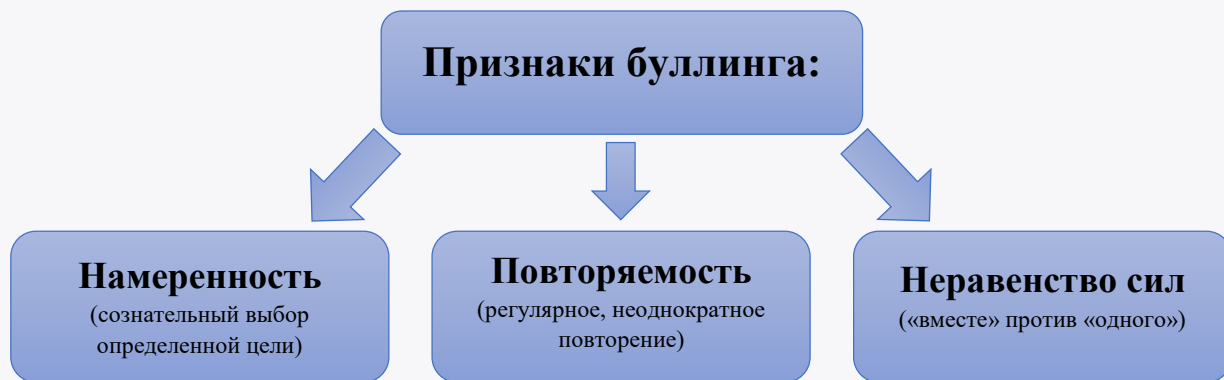 Признаки буллинга:
Намеренность
(сознательный выбор
определенной цели)
Повторяемость
(регулярное, неоднократное
повторение)
Неравенство сил
(«вместе» против «одного»)